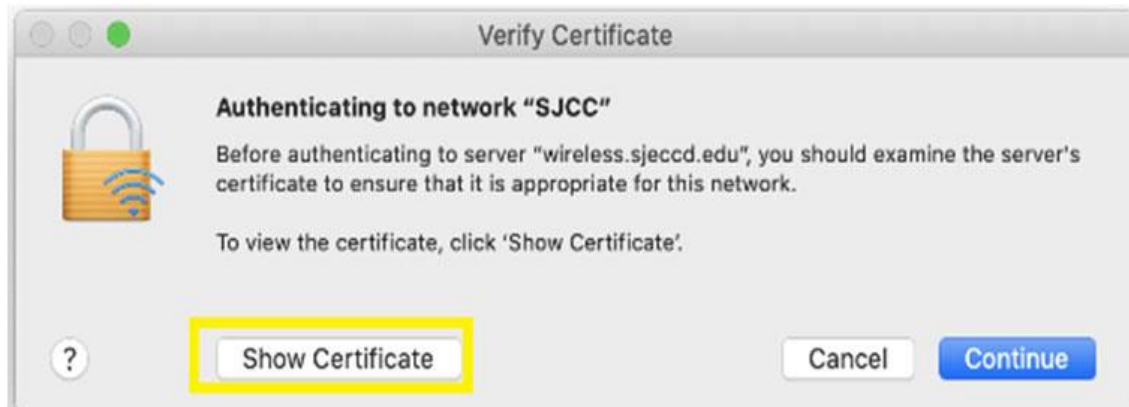 Verify Certificate
Authenticating to network “SJCC”
Before authenticating to server “wireless.sjeccd.edu”, you should examine the server's
certificate to ensure that it is appropriate for this network.
To view the certificate, click ‘Show Certificate’.
?
Show Certificate
Cancel
Continue